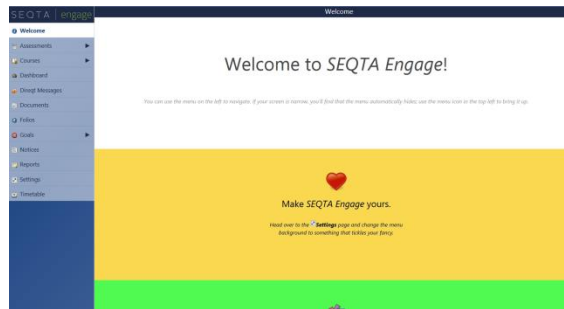 SEQTA | engage
Welcome
Welcome
Assessments
Courses
Dashboard
Direqt Messages
Documents
Folios
Goals
Notices
Reports
Settings
Timetable
Welcome to SEQTA Engage!
You can use the menu on the left to navigate. If your screen is narrow, you'll find that the menu automatically hides; use the menu icon in the top left to bring it up.
Make SEQTA Engage yours.
Head over to the Settings page and change the menu
background to something that tickles your fancy.